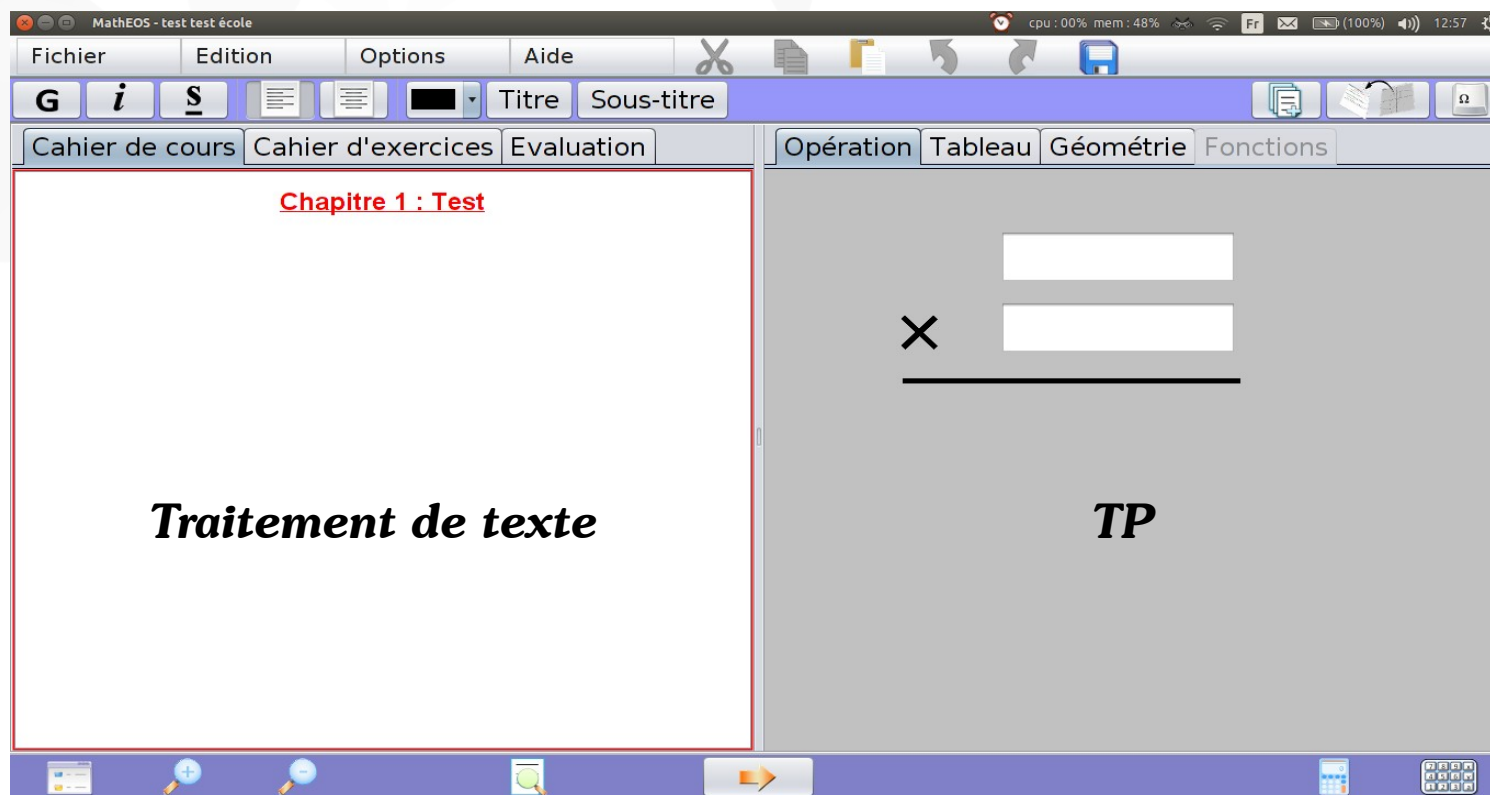 MathEOS - test test école
cpu : 00% mem : 48% Fr (100%) 12:57
Fichier Edition Options Aide
G i S Titre Sous-titre Ω
Cahier de cours Cahier d'exercices Evaluation Opération Tableau Géométrie Fonctions
Chapitre 1 : Test
×
Traitement de texte TP